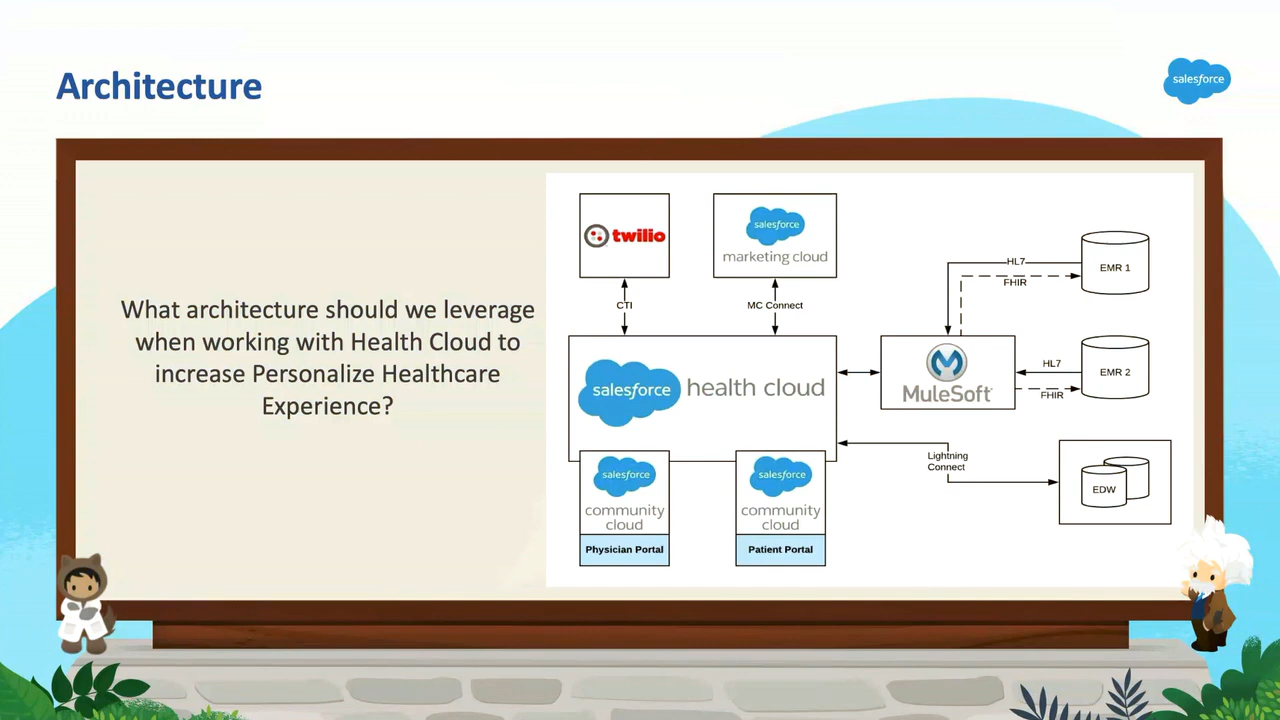 Architecture
salesforce
What architecture should we leverage
when working with Health Cloud to
increase Personalize Healthcare
Experience?
twilio
salesforce
marketing cloud
CTI
MC Connect
salesforce
health cloud
MuleSoft
HL7
FHIR
EMR 1
HL7
FHIR
EMR 2
Lightning
Connect
EDW
salesforce
community
cloud
Physician Portal
salesforce
community
cloud
Patient Portal